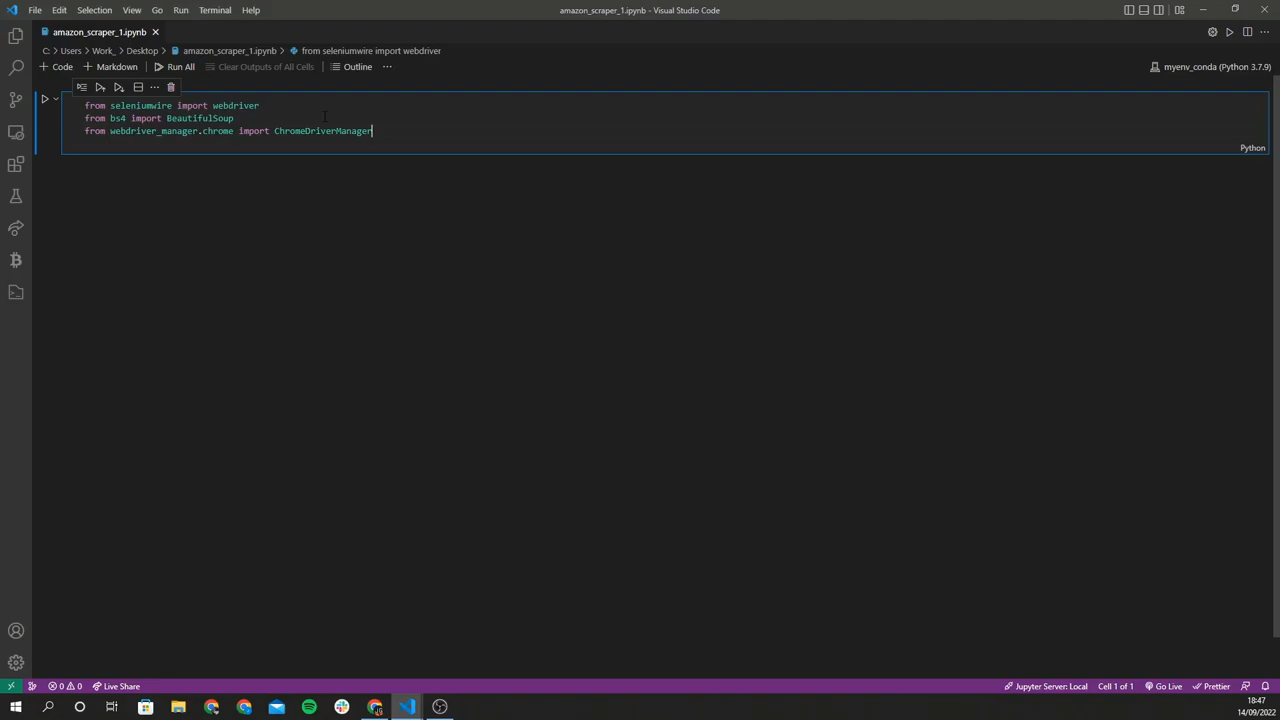 File Edit Selection View Go Run Terminal Help
amazon_scraper_1.ipynb - Visual Studio Code
amazon_scraper_1.ipynb
C: > Users > Work_ > Desktop > amazon_scraper_1.ipynb > from seleniumwire import webdriver
+ Code + Markdown Run All Clear Outputs of All Cells Outline ...
myenv_conda (Python 3.7.9)
from seleniumwire import webdriver
from bs4 import BeautifulSoup
from webdriver_manager.chrome import ChromeDriverManager
Python
0 0 Live Share
Jupyter Server: Local Cell 1 of 1 Go Live Prettier
18:47
14/09/2022